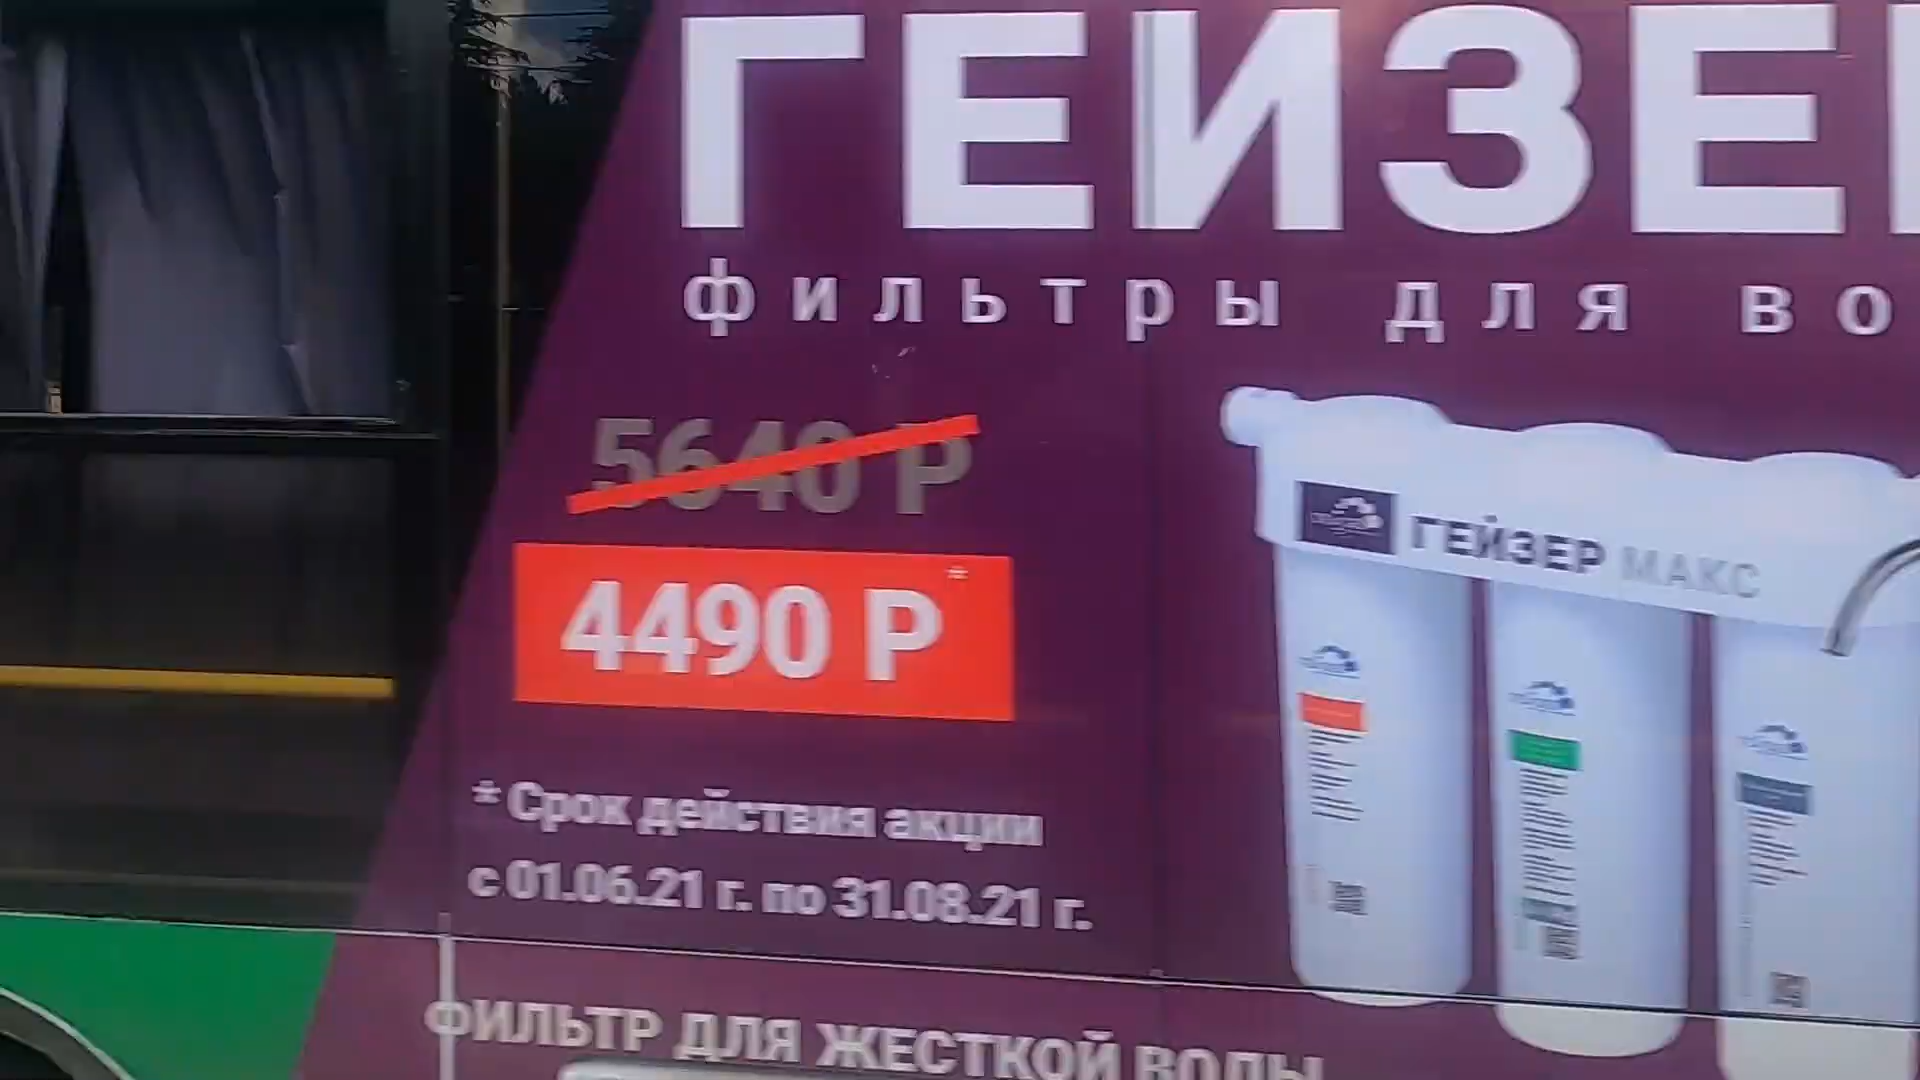 ГЕЙЗЕ
фильтры для во
5640 Р
4490 Р*
ГЕЙЗЕР МАКС
* Срок действия акции
с 01.06.21 г. по 31.08.21 г.
ФИЛЬТР ДЛЯ ЖЕСТКОЙ ВОДЫ